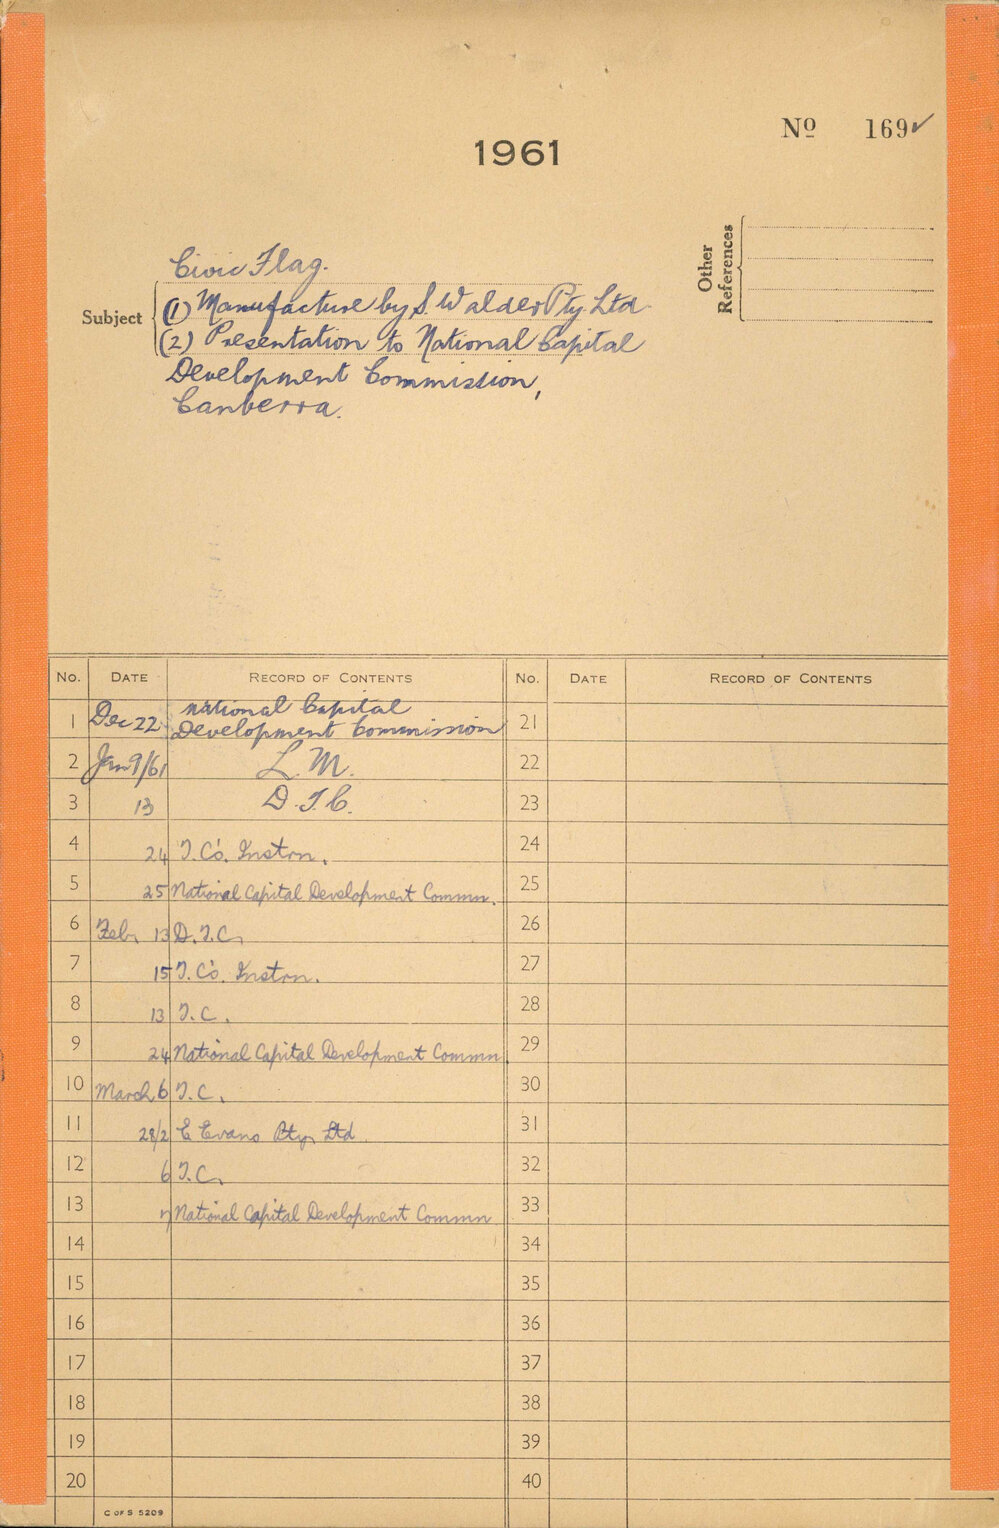 1961
Nº 169 ✓
Other
References
Subject
Civic Flag.
(1) Manufacture by S. Walder Pty. Ltd
(2) Presentation to National Capital
Development Commission,
Canberra.
No. DATE RECORD OF CONTENTS No. DATE RECORD OF CONTENTS
1 Dec 22 National Capital
Development Commission 21
2 Jan 9/61 L. M. 22
3 13 D.T.C. 23
4 24 T.Co. Instrn. 24
5 25 National Capital Development Commn. 25
6 Feb. 13 D.T.C. 26
7 15 T.Co. Instrn. 27
8 13 T.C. 28
9 24 National Capital Development Commn 29
10 March 6 T.C. 30
11 28/2 E Evans Pty. Ltd 31
12 6 T.C. 32
13 7 National Capital Development Commn 33
14 34
15 35
16 36
17 37
18 38
19 39
20 40
C OF S 5209